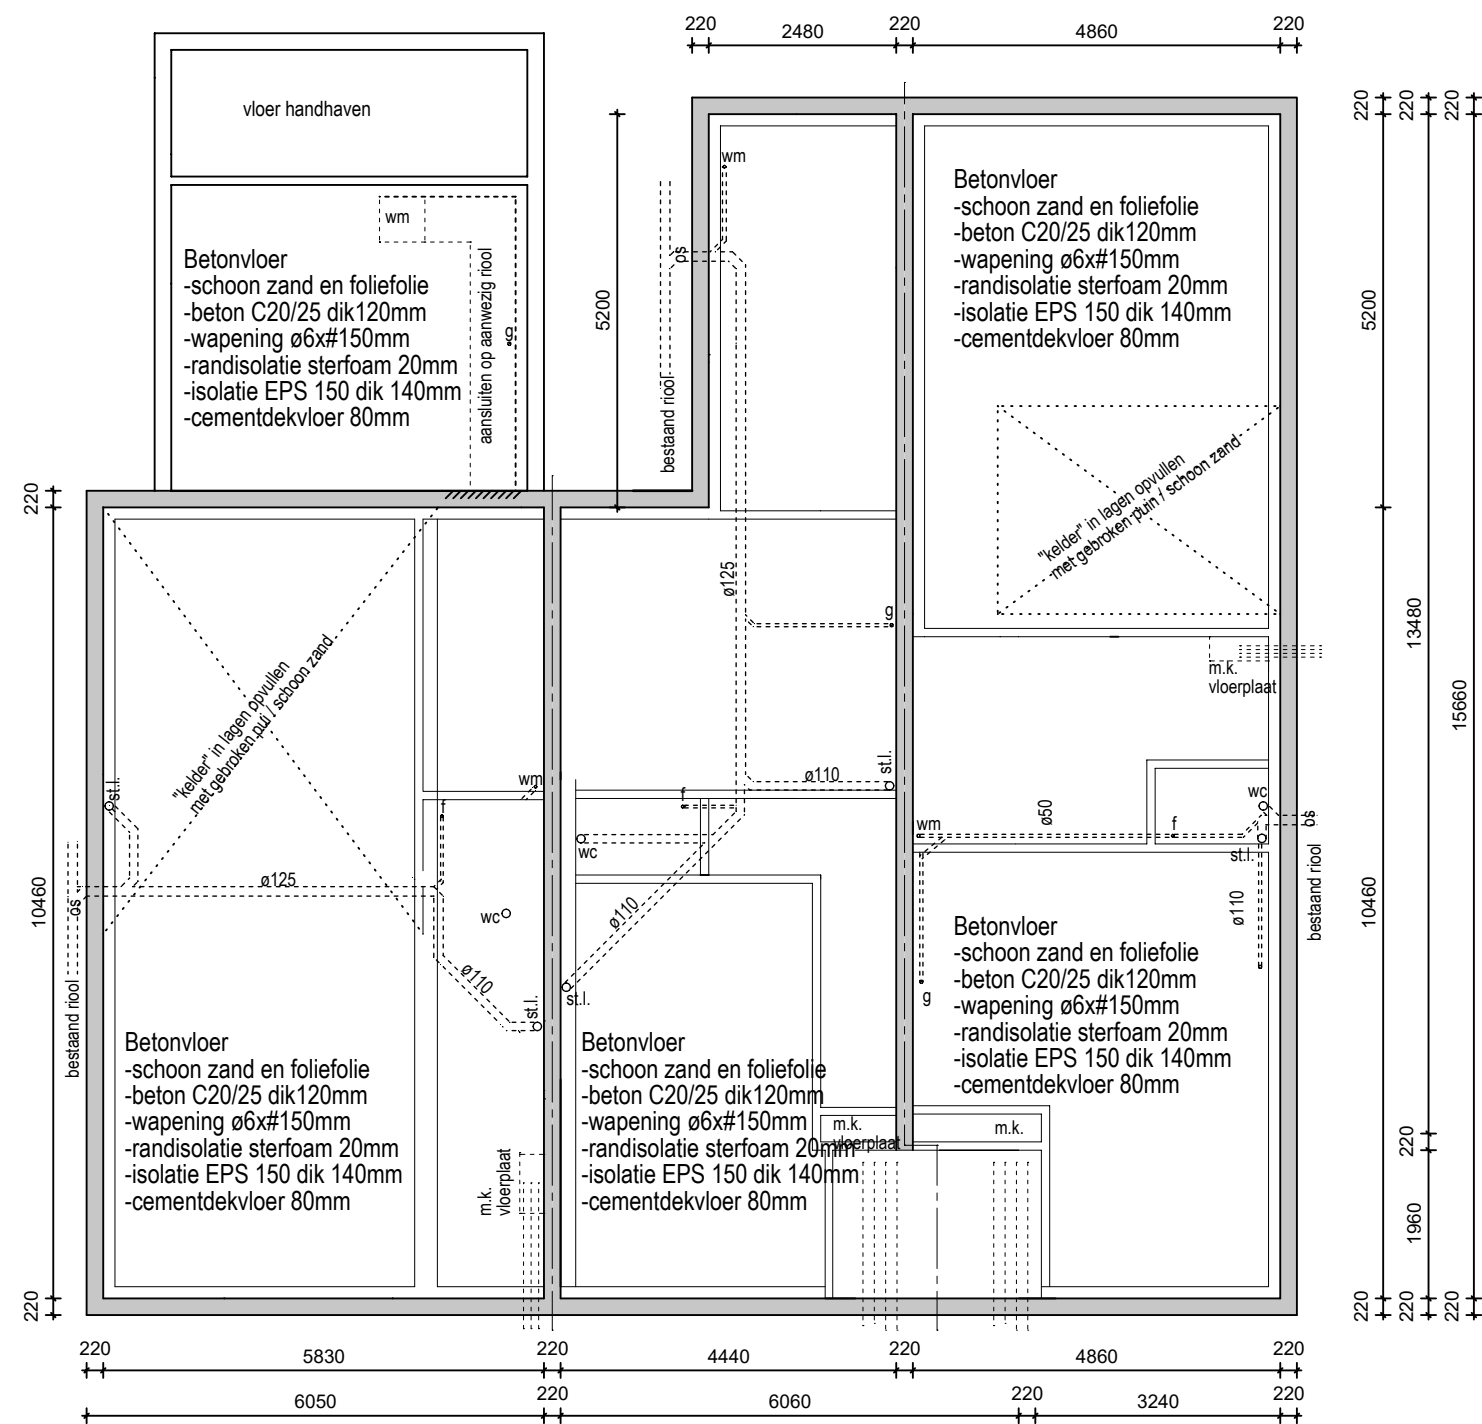 220 220 220
2480 4860
vloer handhaven
220 220 220
wm
Betonvloer
-schoon zand en foliefolie
-beton C20/25 dik120mm
-wapening ø6x#150mm
-randisolatie sterfoam 20mm
-isolatie EPS 150 dik 140mm
-cementdekvloer 80mm
wm
aansluiten op aanwezig riool
g
Betonvloer
-schoon zand en foliefolie
-beton C20/25 dik120mm
-wapening ø6x#150mm
-randisolatie sterfoam 20mm
-isolatie EPS 150 dik 140mm
-cementdekvloer 80mm
os
bestaand riool
5200
5200
"kelder" in lagen opvullen
met gebroken puin / schoon zand
220
ø125
g
13480
15660
m.k.
vloerplaat
"kelder" in lagen opvullen
met gebroken pui / schoon zand
st.l.
wm
f
ø110
st.l.
f
wc
wm
ø50
f
wc
os
st.l.
bestaand riool
ø110
10460
ø125
os
bestaand riool
wc
ø110
st.l.
ø110
st.l.
g
10460
Betonvloer
-schoon zand en foliefolie
-beton C20/25 dik120mm
-wapening ø6x#150mm
-randisolatie sterfoam 20mm
-isolatie EPS 150 dik 140mm
-cementdekvloer 80mm
Betonvloer
-schoon zand en foliefolie
-beton C20/25 dik120mm
-wapening ø6x#150mm
-randisolatie sterfoam 20mm
-isolatie EPS 150 dik 140mm
-cementdekvloer 80mm
m.k.
vloerplaat
Betonvloer
-schoon zand en foliefolie
-beton C20/25 dik120mm
-wapening ø6x#150mm
-randisolatie sterfoam 20mm
-isolatie EPS 150 dik 140mm
-cementdekvloer 80mm
m.k.
vloerplaat
m.k.
220
1960
220
220 220 220
220 220 220 220
5830 4440 4860
220 220 220
6050 6060 3240